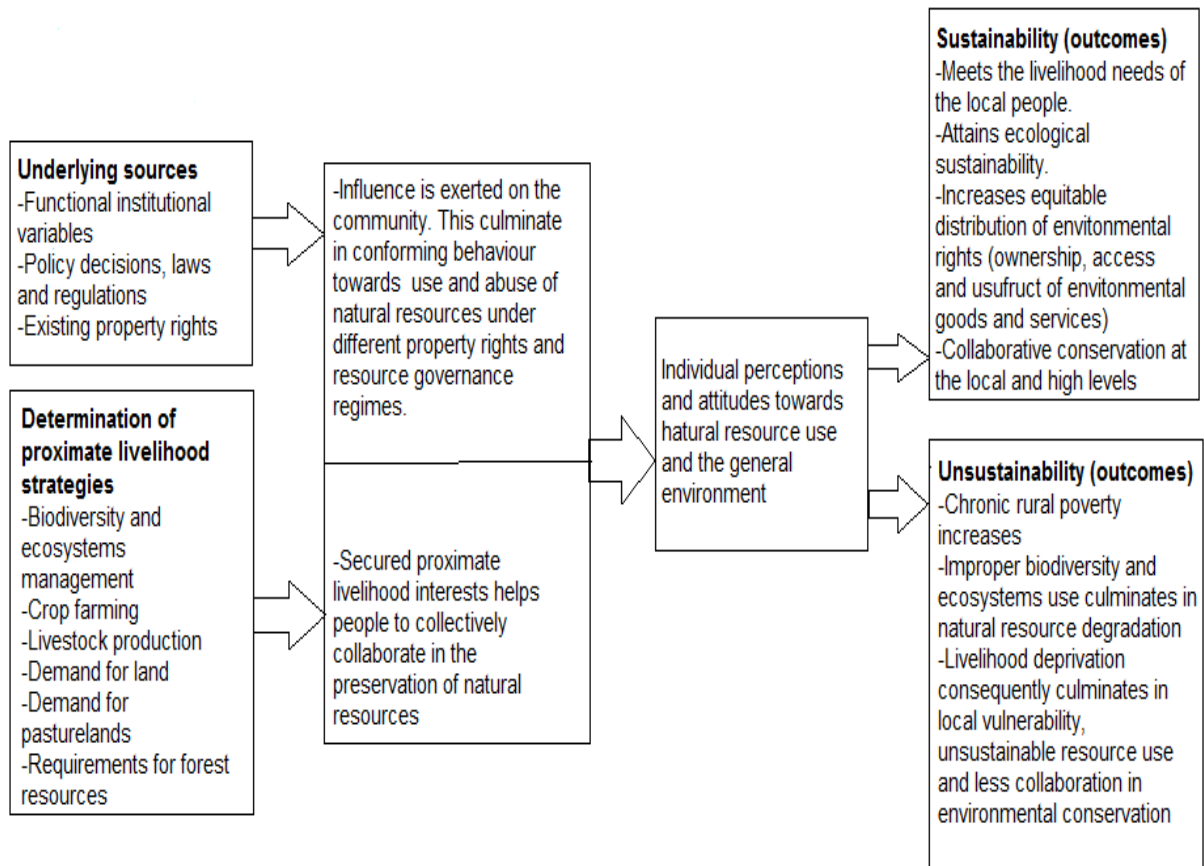 Underlying sources
-Functional institutional
variables
-Policy decisions, laws
and regulations
-Existing property rights
Determination of
proximate livelihood
strategies
-Biodiversity and
ecosystems
management
-Crop farming
-Livestock production
-Demand for land
-Demand for
pasturelands
-Requirements for forest
resources
-Influence is exerted on the
community. This culminate
in conforming behaviour
towards use and abuse of
natural resources under
different property rights and
resource governance
regimes.
-Secured proximate
livelihood interests helps
people to collectively
collaborate in the
preservation of natural
resources
Individual perceptions
and attitudes towards
hatural resource use
and the general
environment
Sustainability (outcomes)
-Meets the livelihood needs of
the local people.
-Attains ecological
sustainability.
-Increases equitable
distribution of envitonmental
rights (ownership, access
and usufruct of envitonmental
goods and services)
-Collaborative conservation at
the local and high levels
Unsustainability (outcomes)
-Chronic rural poverty
increases
-Improper biodiversity and
ecosystems use culminates in
natural resource degradation
-Livelihood deprivation
consequently culminates in
local vulnerability,
unsustainable resource use
and less collaboration in
environmental conservation